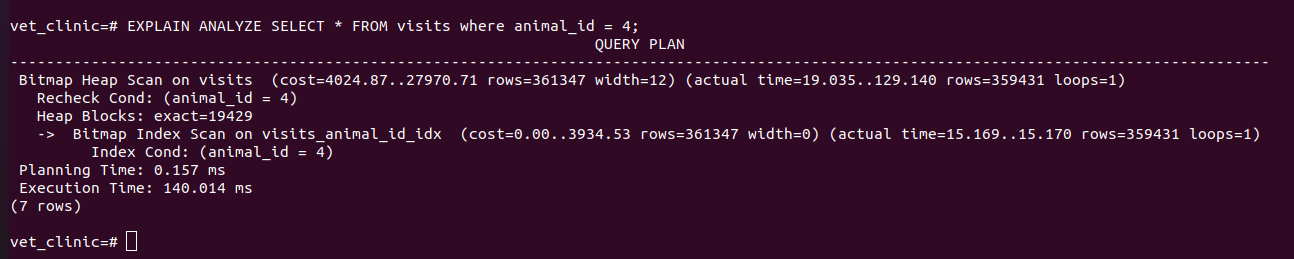 vet_clinic=# EXPLAIN ANALYZE SELECT * FROM visits where animal_id = 4;
QUERY PLAN
--------------------------------------------------------------------------------------------------------------------------------------------
Bitmap Heap Scan on visits  (cost=4024.87..27970.71 rows=361347 width=12) (actual time=19.035..129.140 rows=359431 loops=1)
Recheck Cond: (animal_id = 4)
Heap Blocks: exact=19429
->  Bitmap Index Scan on visits_animal_id_idx  (cost=0.00..3934.53 rows=361347 width=0) (actual time=15.169..15.170 rows=359431 loops=1)
Index Cond: (animal_id = 4)
Planning Time: 0.157 ms
Execution Time: 140.014 ms
(7 rows)
vet_clinic=#